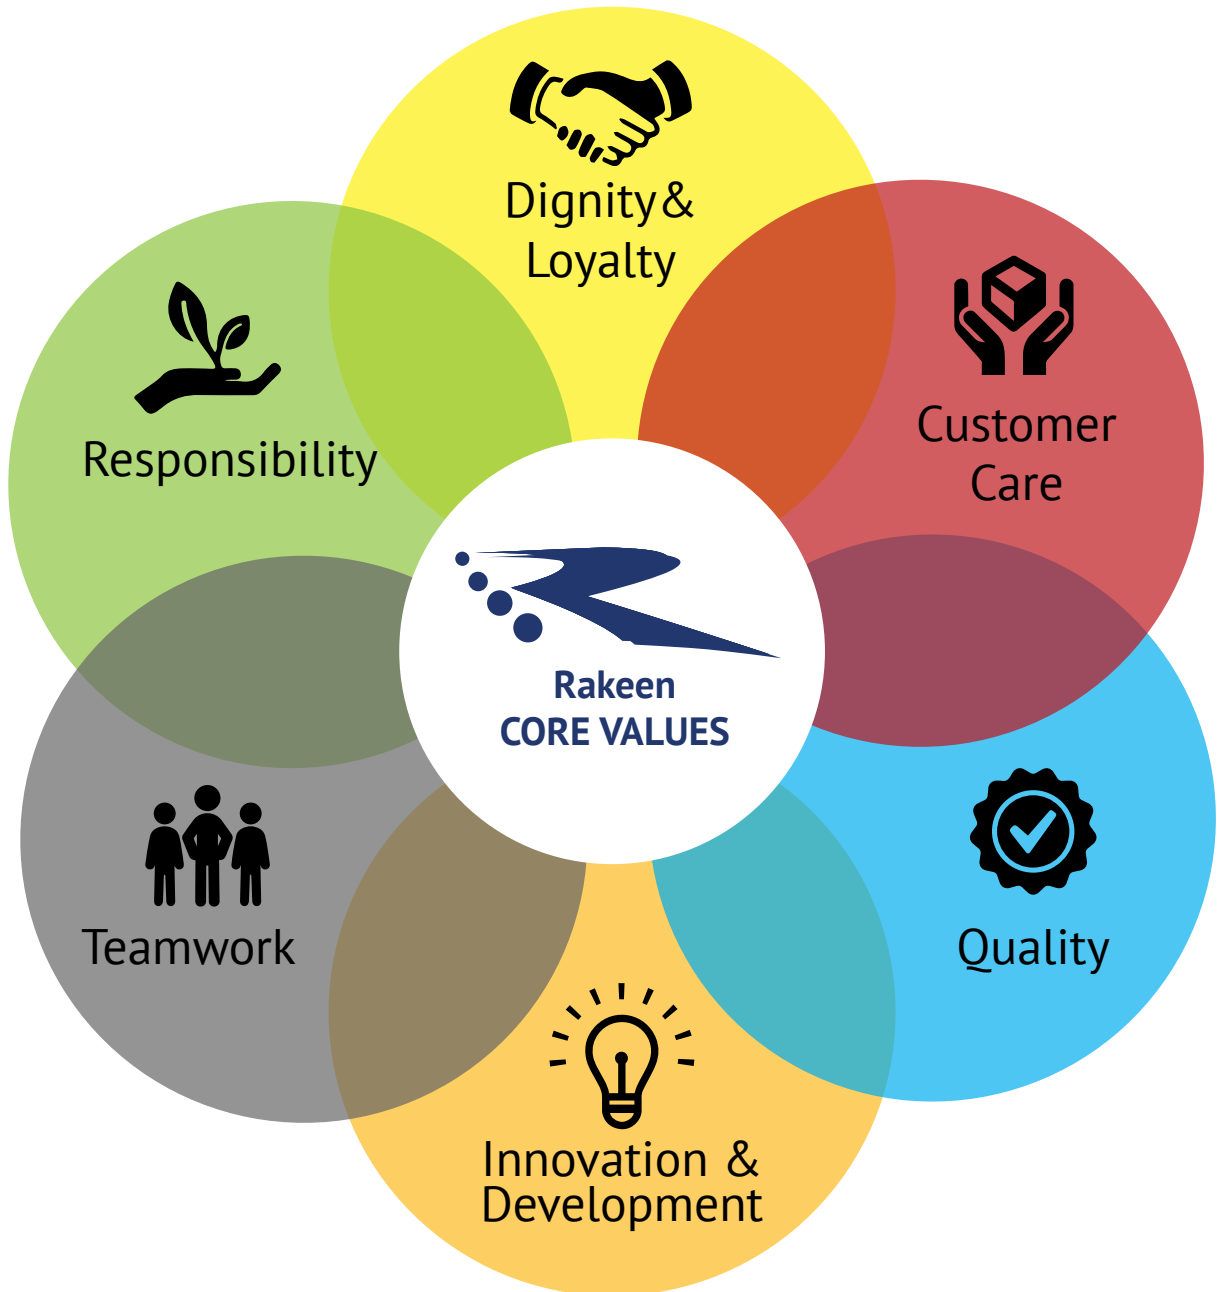 Dignity&
Loyalty
Customer
Care
Responsibility
Rakeen
CORE VALUES
Teamwork
Quality
Innovation &
Development